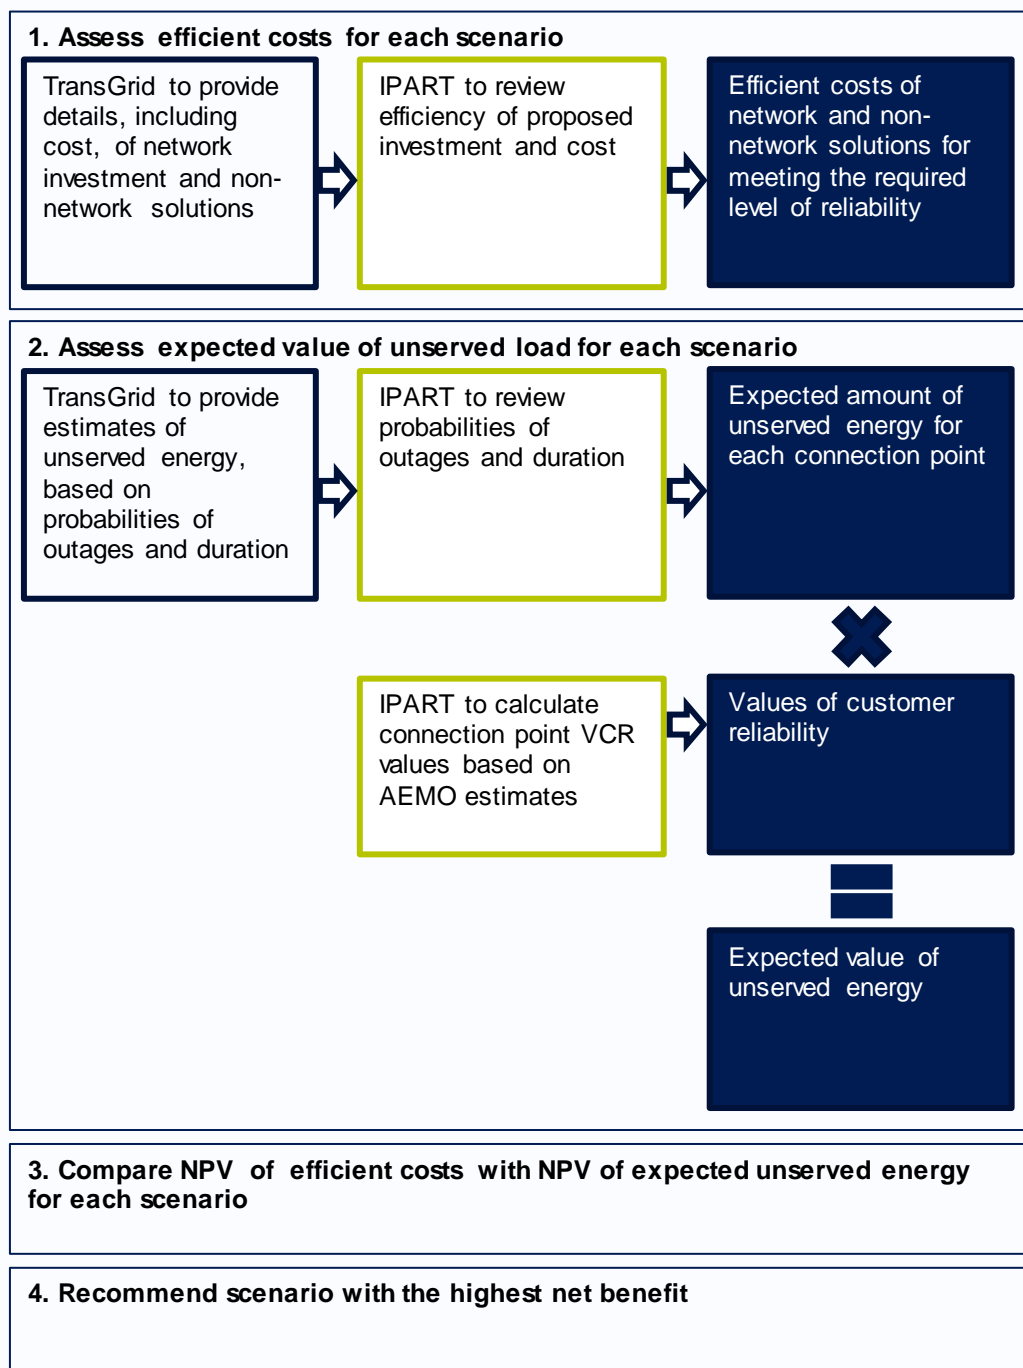 1. Assess efficient costs for each scenario
TransGrid to provide
details, including
cost, of network
investment and non-
network solutions
IPART to review
efficiency of proposed
investment and cost
Efficient costs of
network and non-
network solutions for
meeting the required
level of reliability
2. Assess expected value of unserved load for each scenario
TransGrid to provide
estimates of
unserved energy,
based on
probabilities of
outages and duration
IPART to review
probabilities of
outages and duration
Expected amount of
unserved energy for
each connection point
IPART to calculate
connection point VCR
values based on
AEMO estimates
Values of customer
reliability
Expected value of
unserved energy
3. Compare NPV of efficient costs with NPV of expected unserved energy
for each scenario
4. Recommend scenario with the highest net benefit